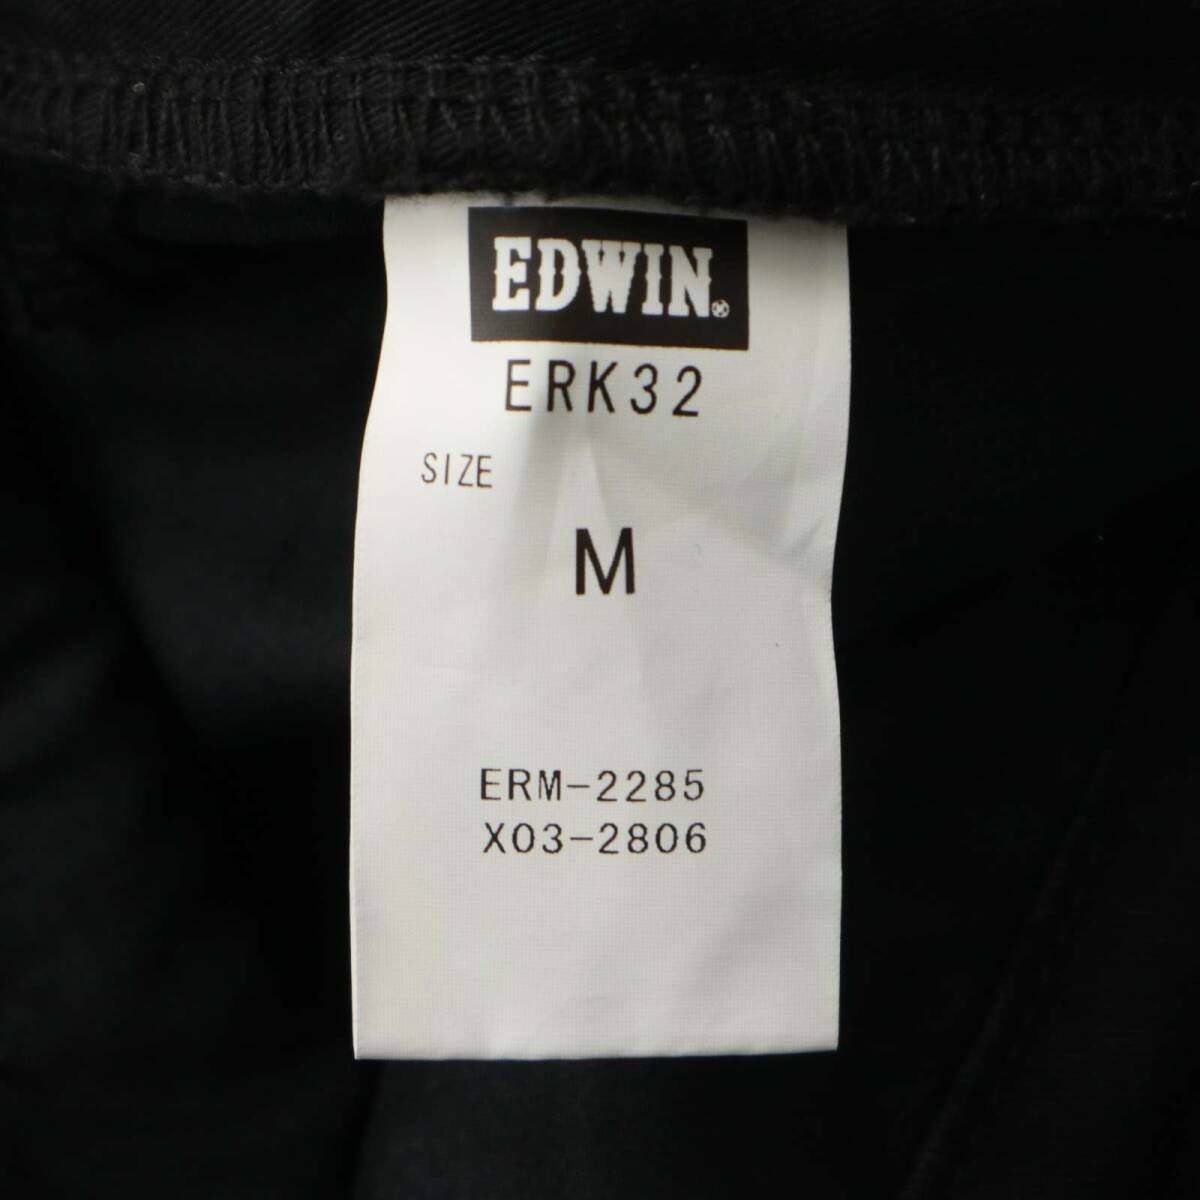 EDWIN
ERK32
SIZE
M
ERM-2285
X03-2806